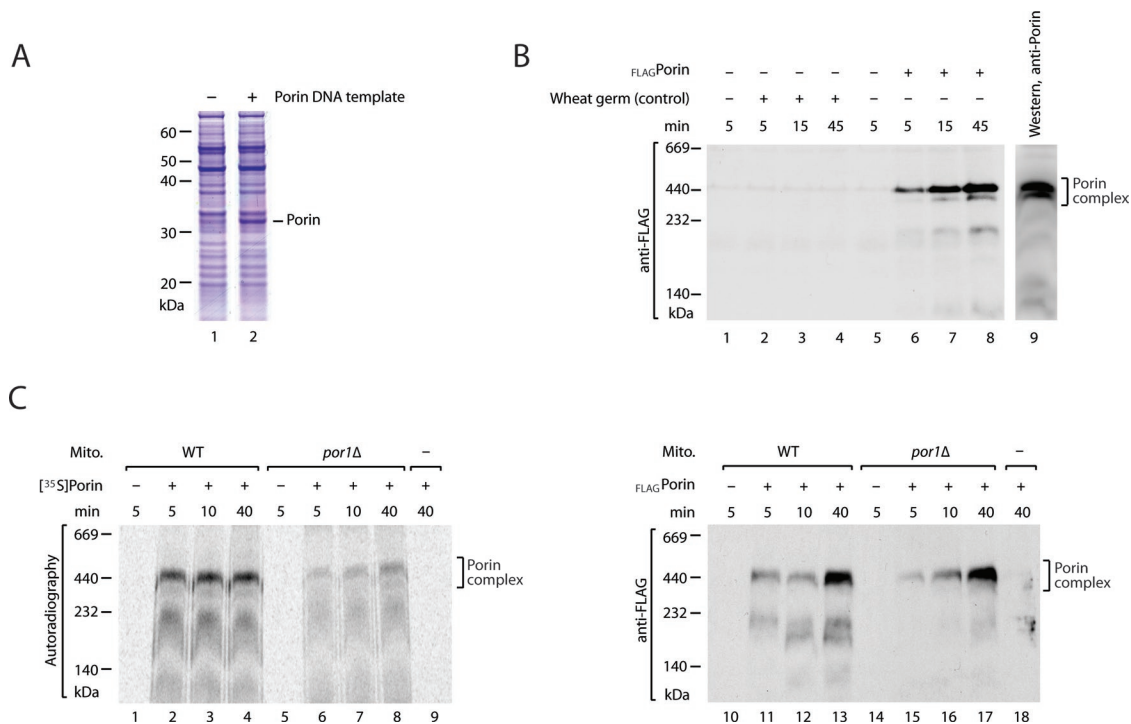 A
– + Porin DNA template
60
50
40
30
20
kDa
Porin
1 2
B
FLAGPorin – – – – – + + +
Wheat germ (control) – + + + – – – –
min 5 5 15 45 5 5 15 45
Western, anti-Porin
anti-FLAG
669
440
232
140
kDa
Porin
complex
1 2 3 4 5 6 7 8 9
C
Mito. WT por1Δ –
[35S]Porin – + + + – + + + +
min 5 5 10 40 5 5 10 40 40
Autoradiography
669
440
232
140
kDa
Porin
complex
1 2 3 4 5 6 7 8 9
Mito. WT por1Δ –
FLAGPorin – + + + – + + + +
min 5 5 10 40 5 5 10 40 40
anti-FLAG
669
440
232
140
kDa
Porin
complex
10 11 12 13 14 15 16 17 18